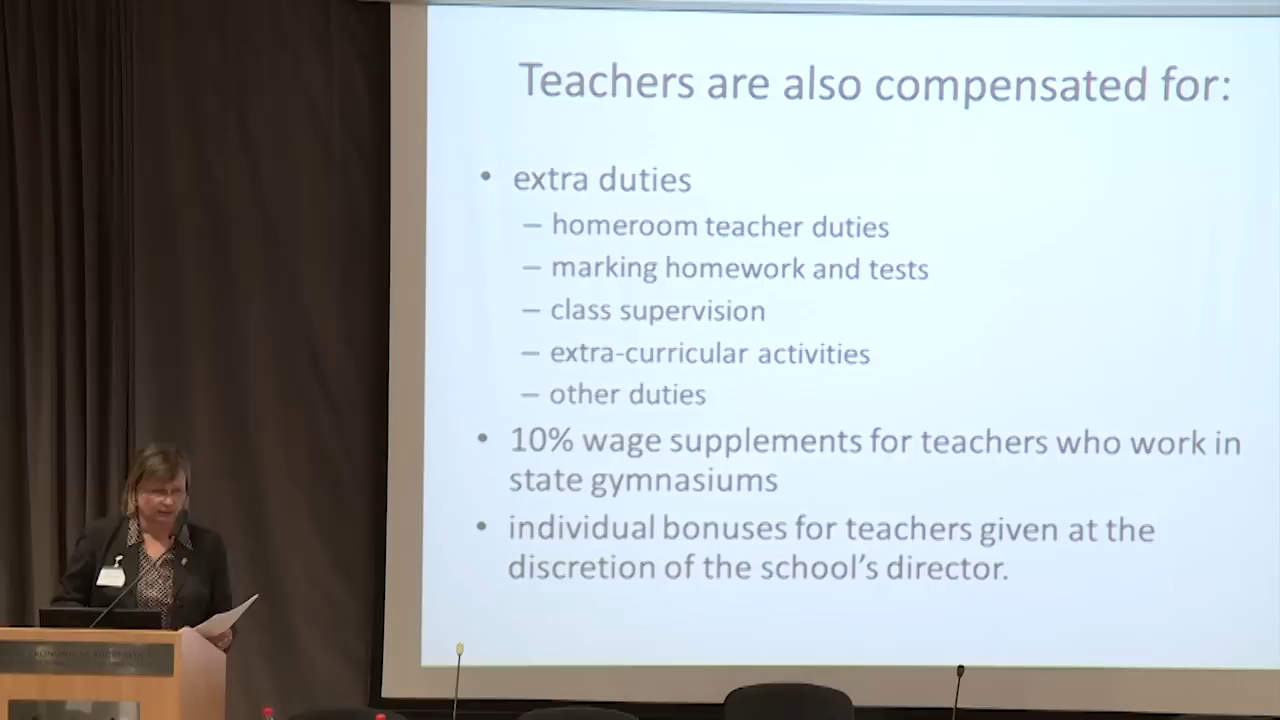 Teachers are also compensated for:
• extra duties
– homeroom teacher duties
– marking homework and tests
– class supervision
– extra-curricular activities
– other duties
• 10% wage supplements for teachers who work in
state gymnasiums
• individual bonuses for teachers given at the
discretion of the school's director.